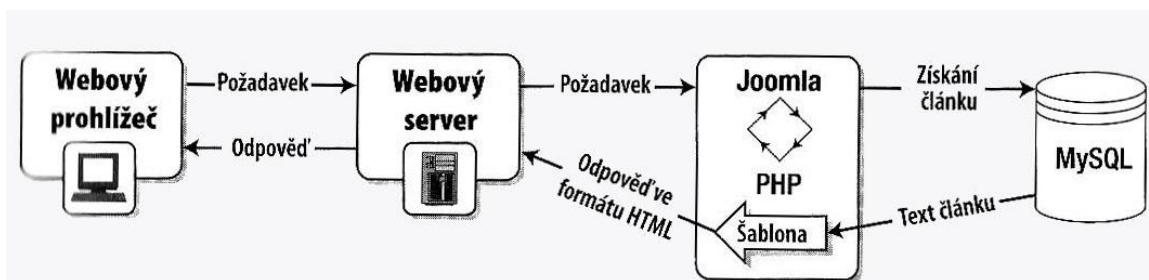 Webový
prohlížeč
Požadavek
Odpověď
Webový
server
Požadavek
Odpověď ve
formátu HTML
Joomla
PHP
Šablona
Získání
článku
Text článku
MySQL